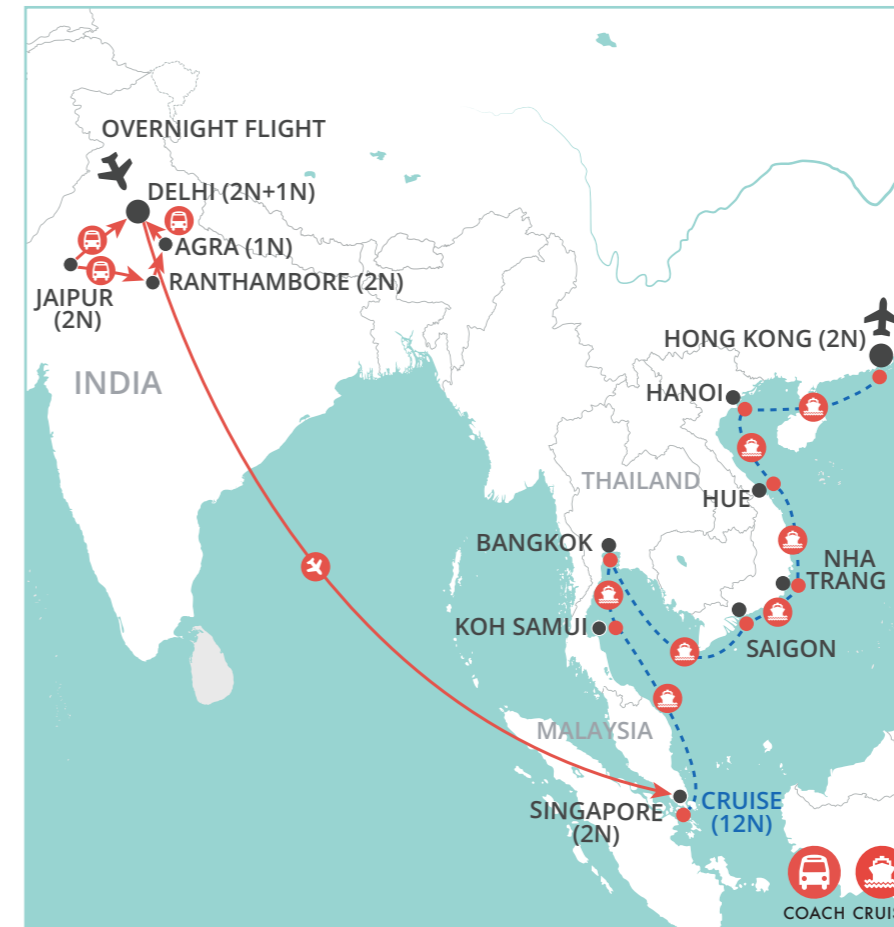 OVERNIGHT FLIGHT
DELHI (2N+1N)
AGRA (1N)
RANTHAMBORE (2N)
JAIPUR
(2N)
INDIA
HONG KONG (2N)
HANOI
THAILAND
HUE
BANGKOK
NHA
TRANG
KOH SAMUI
SAIGON
MALAYSIA
SINGAPORE
(2N)
CRUISE
(12N)
COACH CRUIS